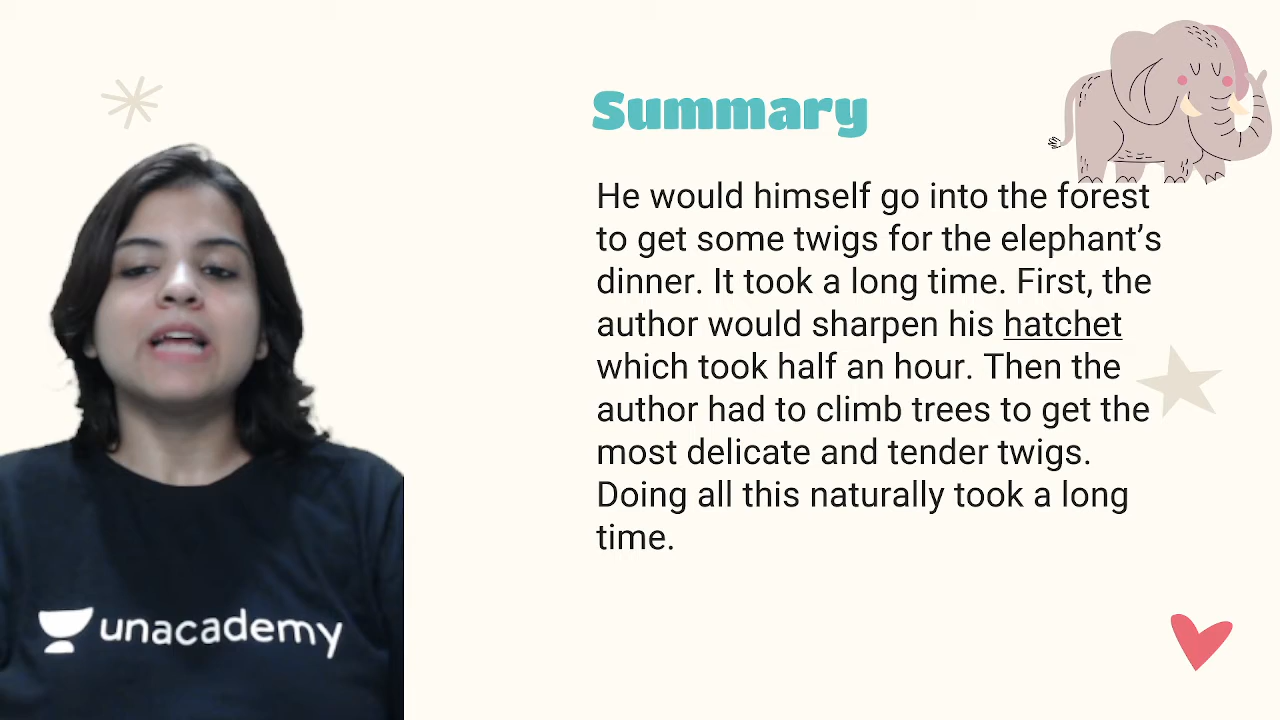 Summary
He would himself go into the forest
to get some twigs for the elephant’s
dinner. It took a long time. First, the
author would sharpen his hatchet
which took half an hour. Then the
author had to climb trees to get the
most delicate and tender twigs.
Doing all this naturally took a long
time.
unacademy